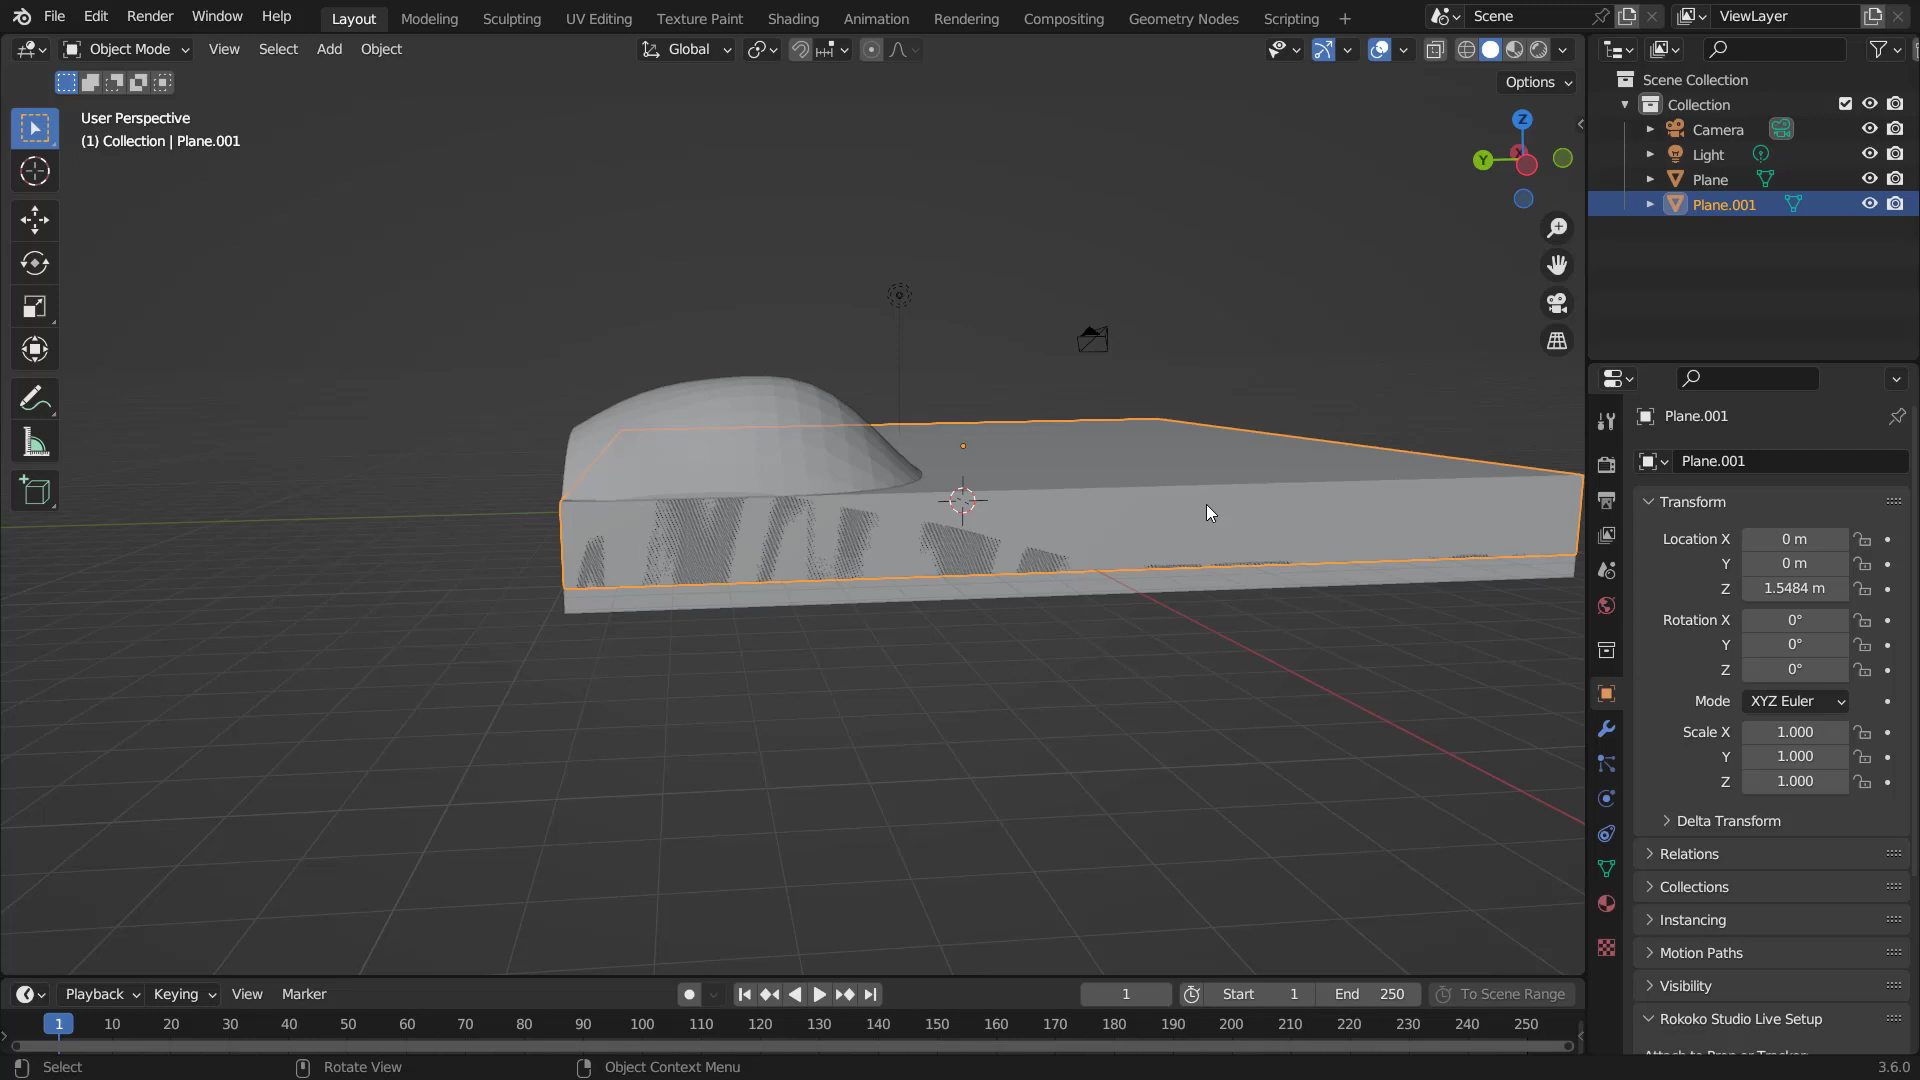 File Edit Render Window Help Layout Modeling Sculpting UV Editing Texture Paint Shading Animation Rendering Compositing Geometry Nodes Scripting + Scene ViewLayer
Object Mode View Select Add Object Global
Options
User Perspective
(1) Collection | Plane.001
Z
Y
X
Scene Collection
Collection
Camera
Light
Plane
Plane.001
Plane.001
Plane.001
Transform
Location X 0 m
Y 0 m
Z 1.5484 m
Rotation X 0°
Y 0°
Z 0°
Mode XYZ Euler
Scale X 1.000
Y 1.000
Z 1.000
Delta Transform
Relations
Collections
Instancing
Motion Paths
Visibility
Rokoko Studio Live Setup
Attach to Prop or Tracker:
Playback Keying View Marker 1 Start 1 End 250 To Scene Range
1 10 20 30 40 50 60 70 80 90 100 110 120 130 140 150 160 170 180 190 200 210 220 230 240 250
Select Rotate View Object Context Menu 3.6.0